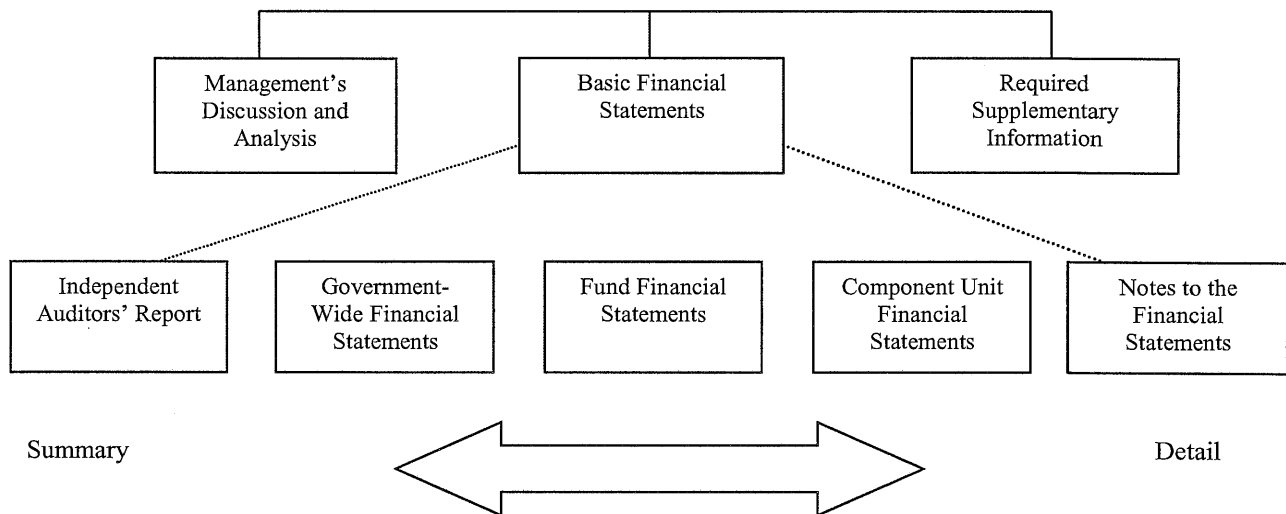 Management's
Discussion and
Analysis
Basic Financial
Statements
Required
Supplementary
Information
Independent
Auditors' Report
Government-
Wide Financial
Statements
Fund Financial
Statements
Component Unit
Financial
Statements
Notes to the
Financial
Statements
Summary
Detail